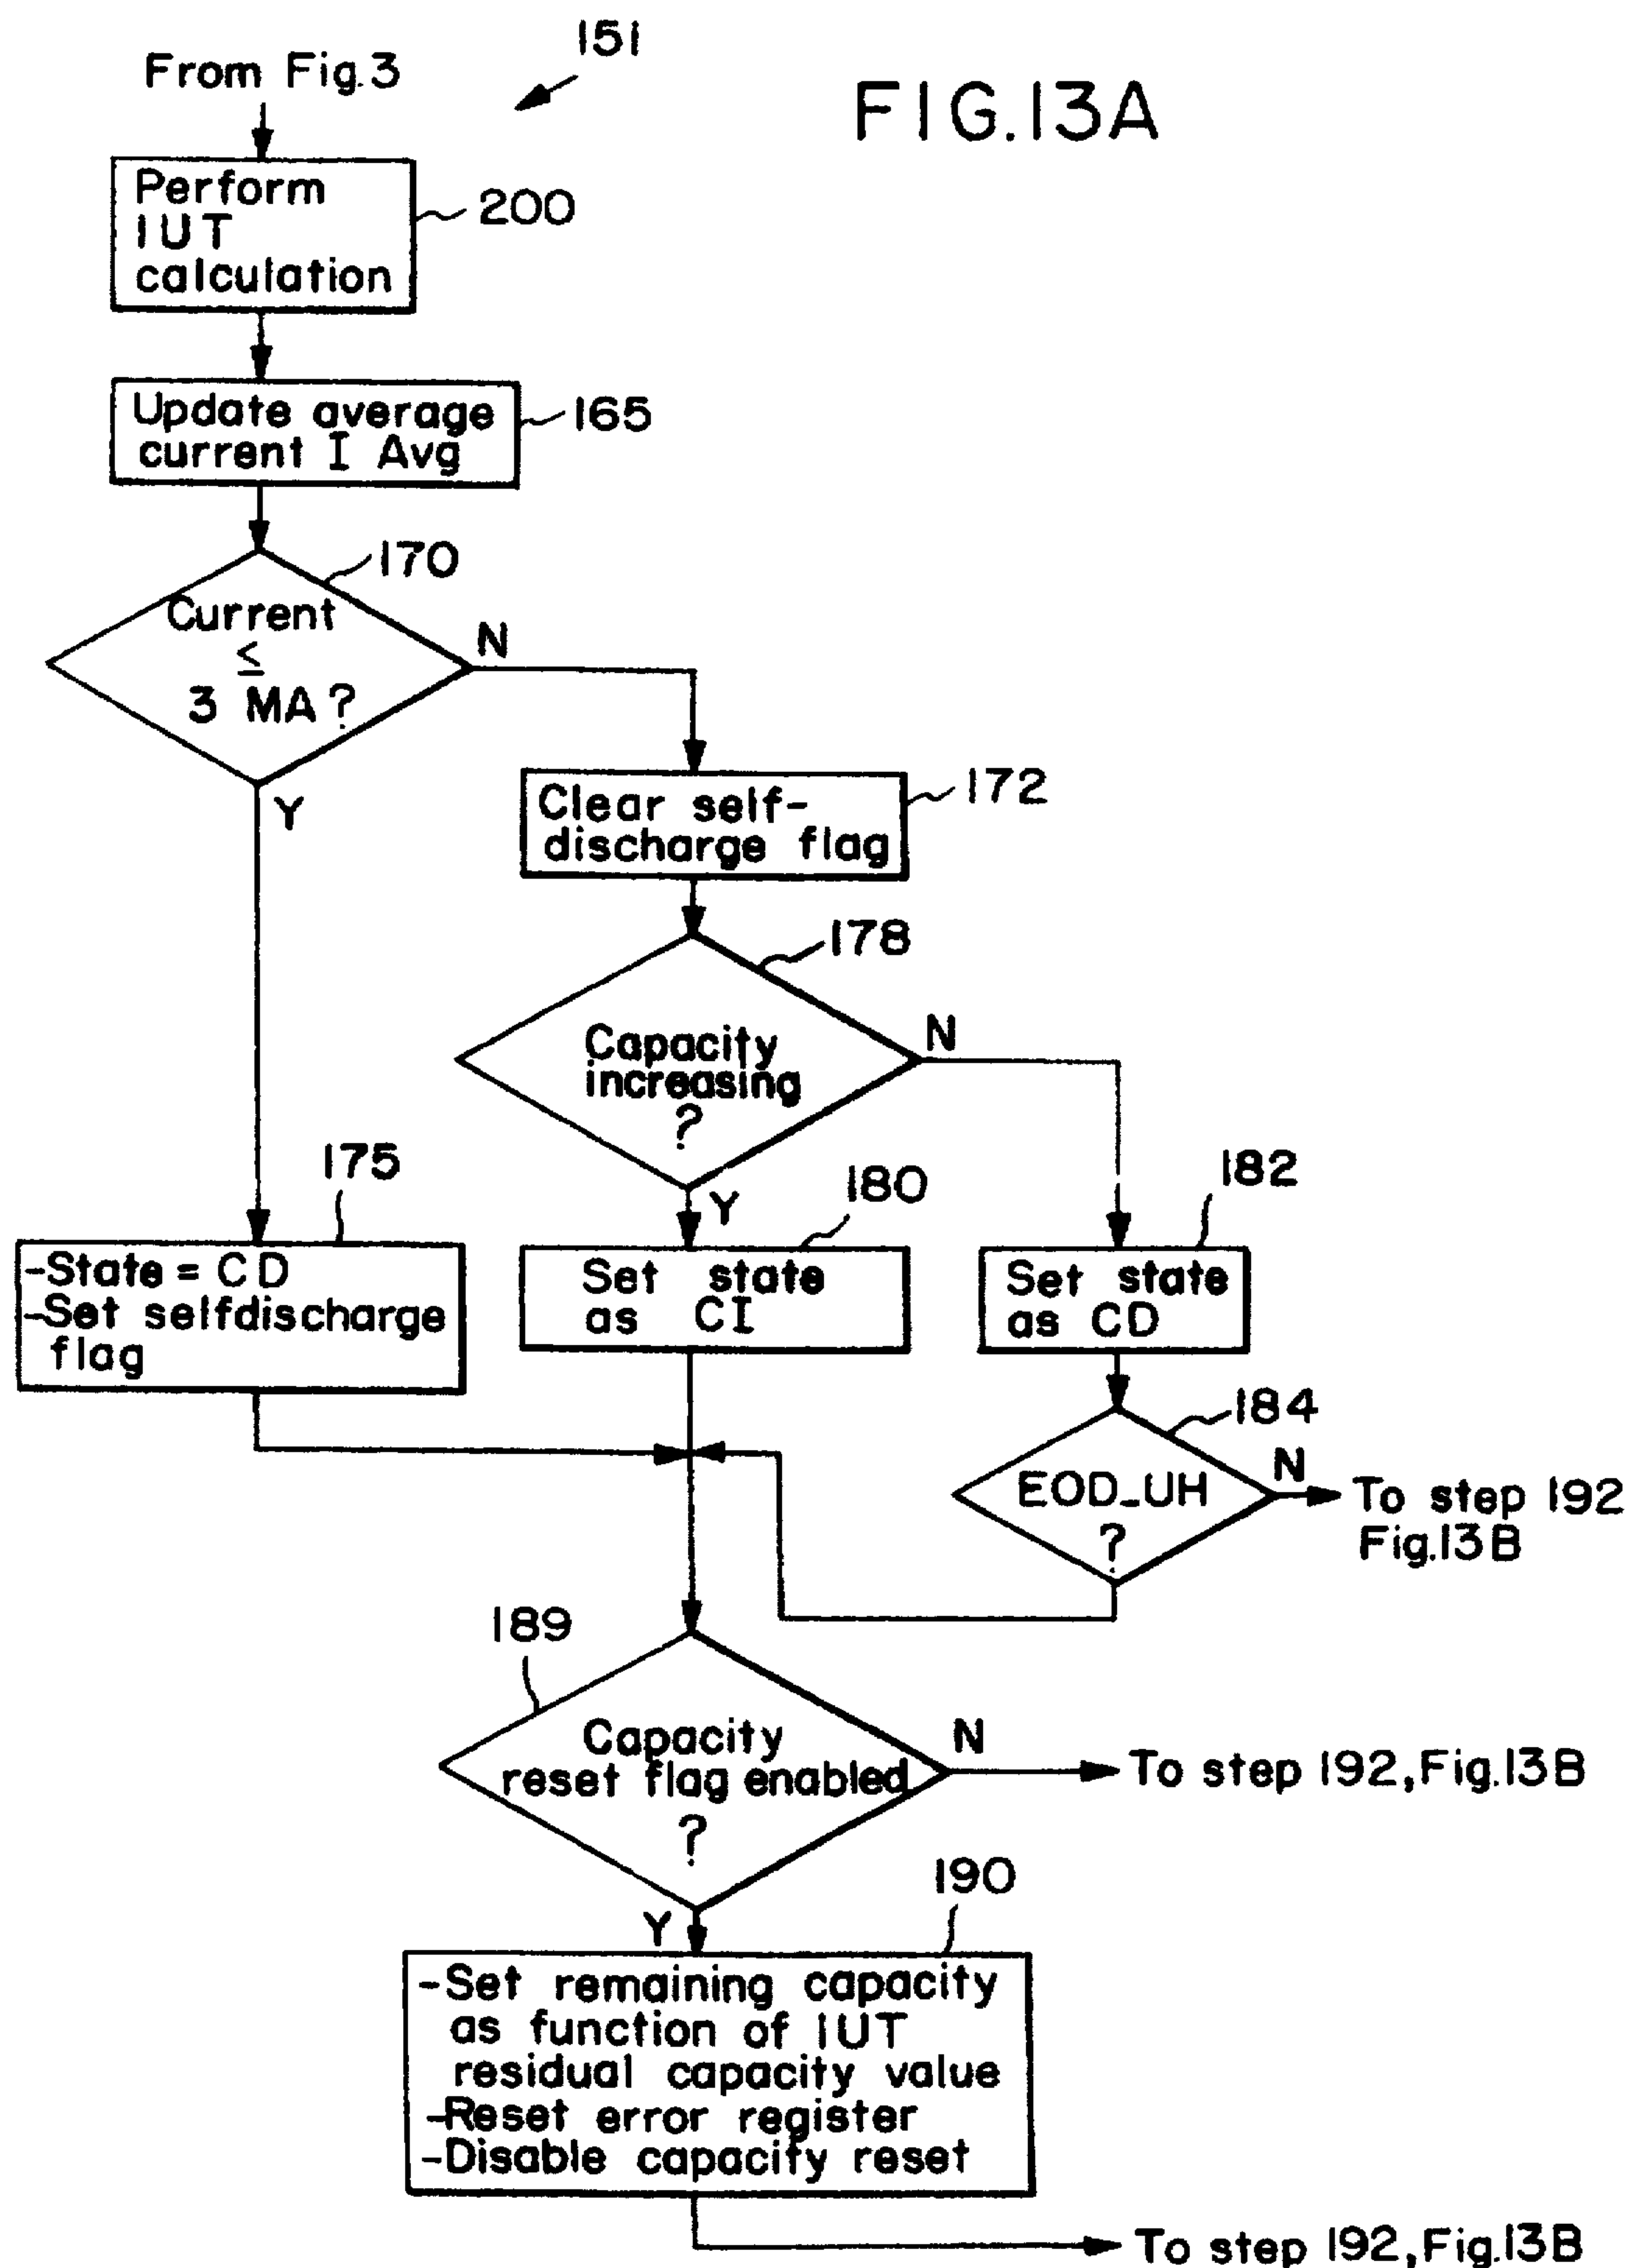 From Fig.3
151
FIG.13A
Perform
IUT
calculation
200
Update average
current I Avg
165
170
Current
≤
3 MA?
N
Y
Clear self-
discharge flag
172
178
Capacity
increasing
?
N
Y
175
-State = CD
-Set selfdischarge
flag
180
Set state
as CI
182
Set state
as CD
184
EOD_UH
?
N
To step 192
Fig.13B
189
Capacity
reset flag enabled
?
N
To step 192, Fig.13B
Y
190
-Set remaining capacity
as function of IUT
residual capacity value
-Reset error register
-Disable capacity reset
To step 192, Fig.13B